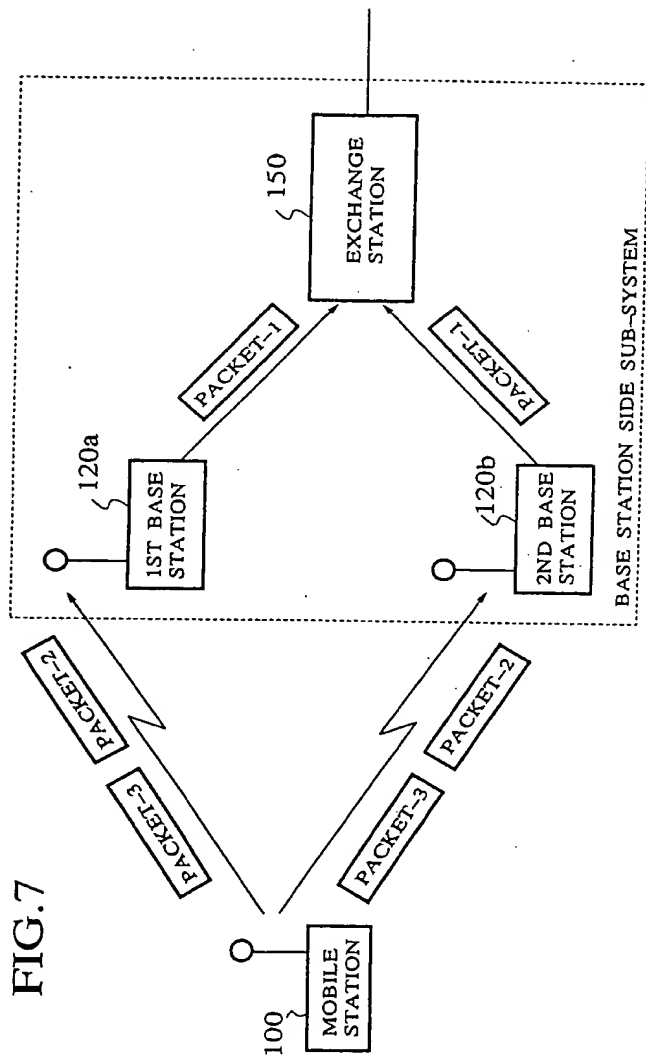 FIG.7
100
MOBILE
STATION
PACKET-3
PACKET-2
PACKET-3
PACKET-2
120a
1ST BASE
STATION
120b
2ND BASE
STATION
PACKET-1
PACKET-1
150
EXCHANGE
STATION
BASE STATION SIDE SUB-SYSTEM